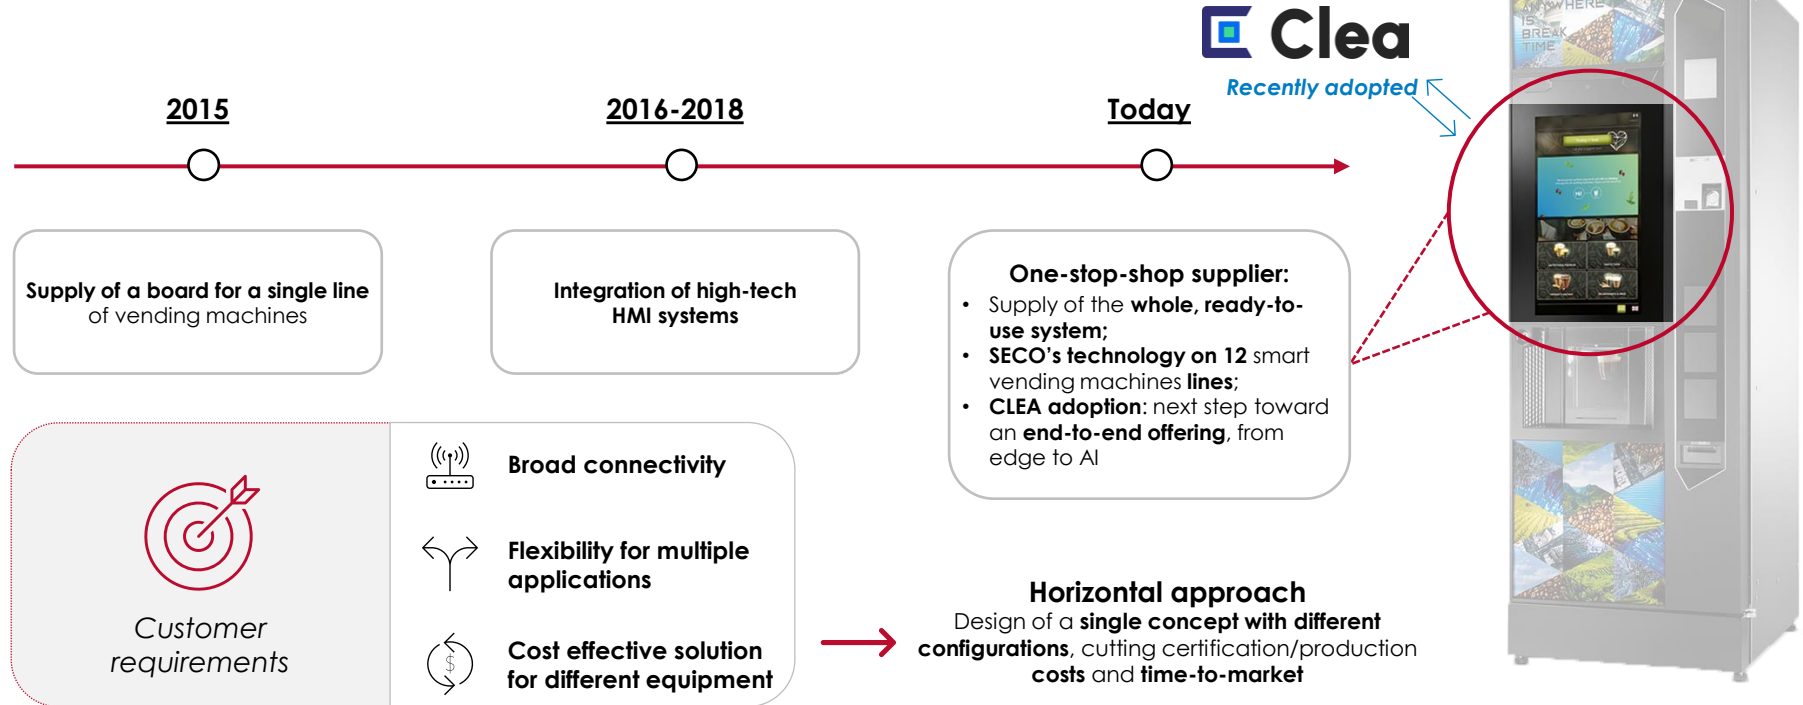 Clea
Recently adopted
2015
2016-2018
Today
Supply of a board for a single line
of vending machines
Integration of high-tech
HMI systems
One-stop-shop supplier:
• Supply of the whole, ready-to-
use system;
• SECO's technology on 12 smart
vending machines lines;
• CLEA adoption: next step toward
an end-to-end offering, from
edge to AI
Customer
requirements
Broad connectivity
Flexibility for multiple
applications
$
Cost effective solution
for different equipment
Horizontal approach
Design of a single concept with different
configurations, cutting certification/production
costs and time-to-market
ANYWHERE
IS
BREAK
TIME